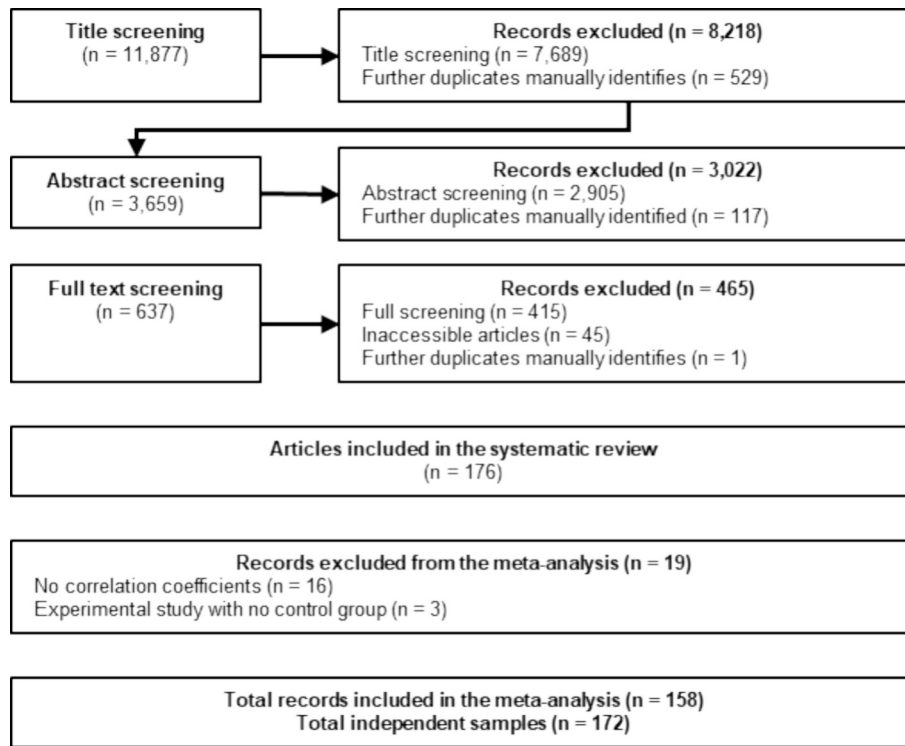 Title screening
(n = 11,877)
Records excluded (n = 8,218)
Title screening (n = 7,689)
Further duplicates manually identifies (n = 529)
Abstract screening
(n = 3,659)
Records excluded (n = 3,022)
Abstract screening (n = 2,905)
Further duplicates manually identified (n = 117)
Full text screening
(n = 637)
Records excluded (n = 465)
Full screening (n = 415)
Inaccessible articles (n = 45)
Further duplicates manually identifies (n = 1)
Articles included in the systematic review
(n = 176)
Records excluded from the meta-analysis (n = 19)
No correlation coefficients (n = 16)
Experimental study with no control group (n = 3)
Total records included in the meta-analysis (n = 158)
Total independent samples (n = 172)